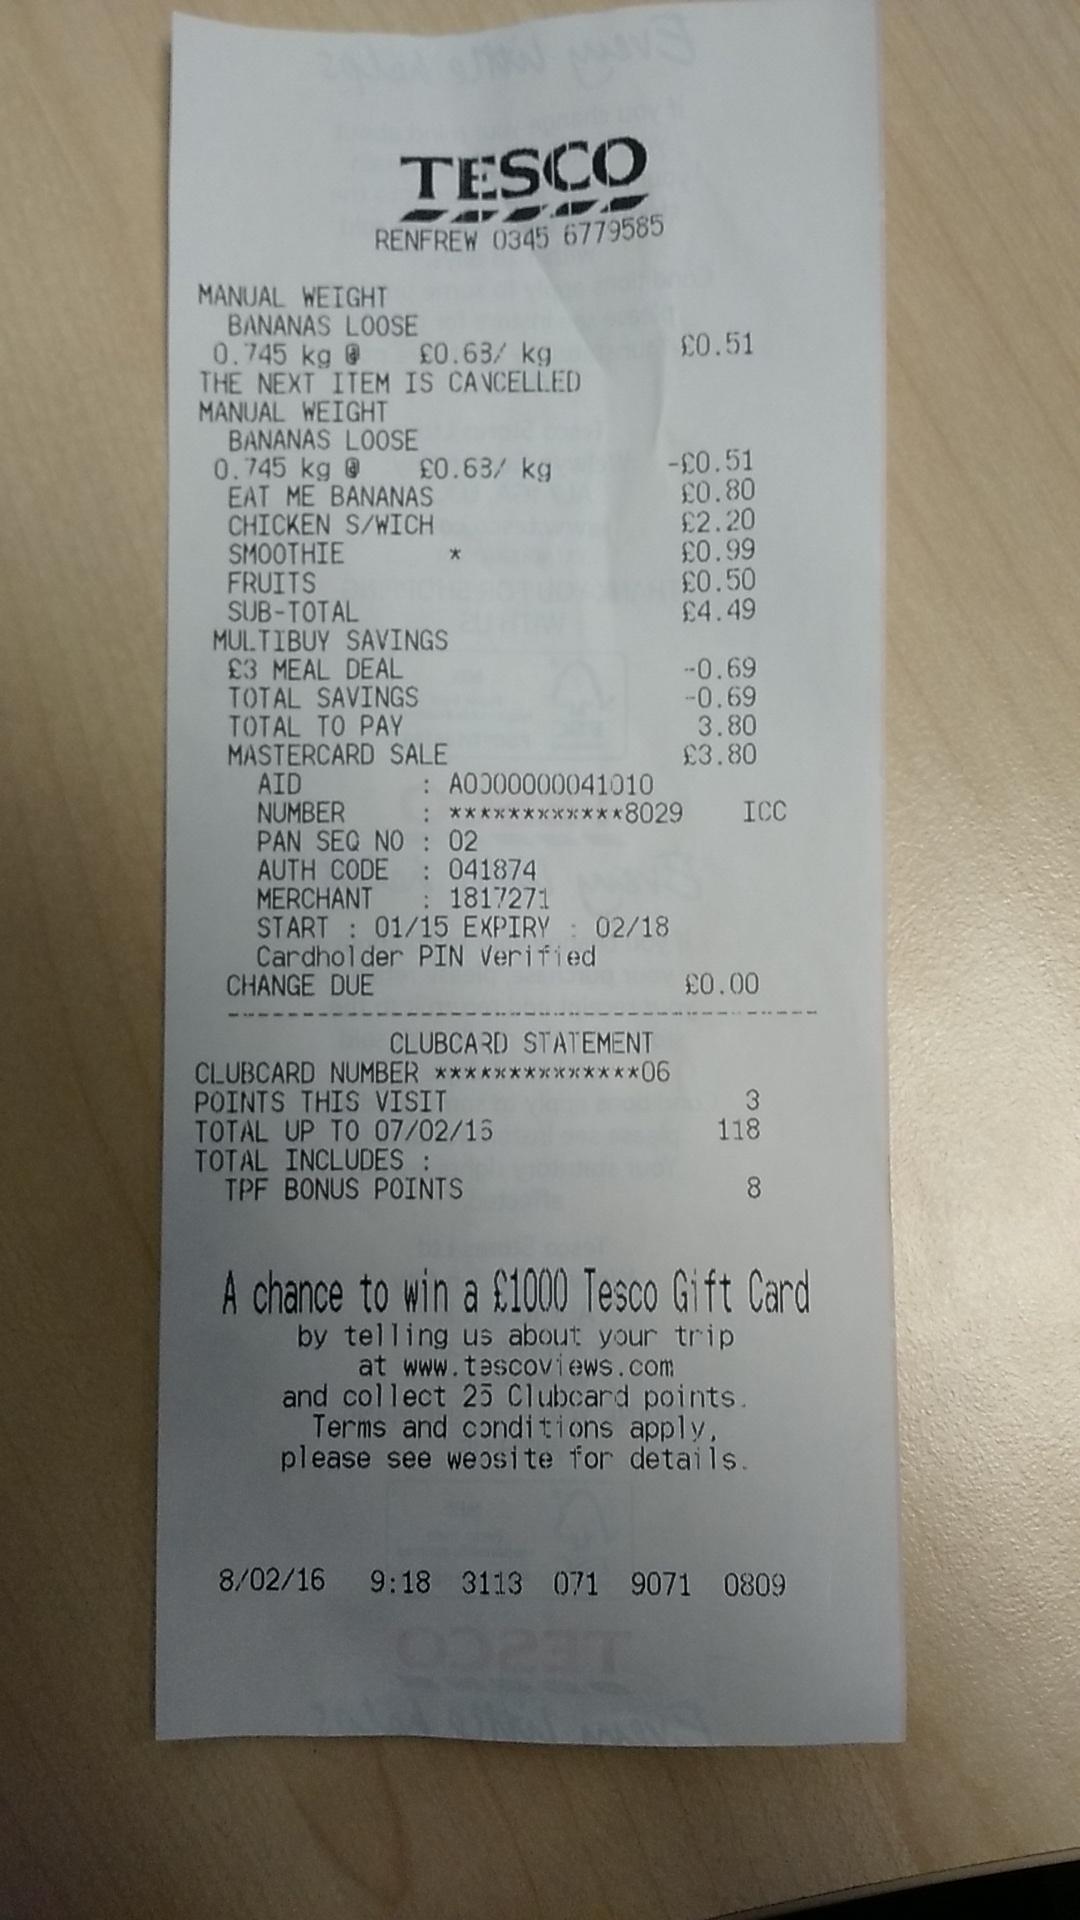 TESCO
RENFREW 0345 6779585
MANUAL WEIGHT
BANANAS LOOSE
0.745 kg @ £0.68/ kg £0.51
THE NEXT ITEM IS CANCELLED
MANUAL WEIGHT
BANANAS LOOSE
0.745 kg @ £0.68/ kg -£0.51
EAT ME BANANAS £0.80
CHICKEN S/WICH £2.20
SMOOTHIE * £0.99
FRUITS £0.50
SUB-TOTAL £4.49
MULTIBUY SAVINGS
£3 MEAL DEAL -0.69
TOTAL SAVINGS -0.69
TOTAL TO PAY 3.80
MASTERCARD SALE £3.80
AID : A0000000041010
NUMBER : ************8029 ICC
PAN SEQ NO : 02
AUTH CODE : 041874
MERCHANT : 1817271
START : 01/15 EXPIRY : 02/18
Cardholder PIN Verified
CHANGE DUE £0.00
CLUBCARD STATEMENT
CLUBCARD NUMBER **************06
POINTS THIS VISIT 3
TOTAL UP TO 07/02/16 118
TOTAL INCLUDES :
TPF BONUS POINTS 8
A chance to win a £1000 Tesco Gift Card
by telling us about your trip
at www.tescoviews.com
and collect 25 Clubcard points.
Terms and conditions apply,
please see website for details.
8/02/16 9:18 3113 071 9071 0809